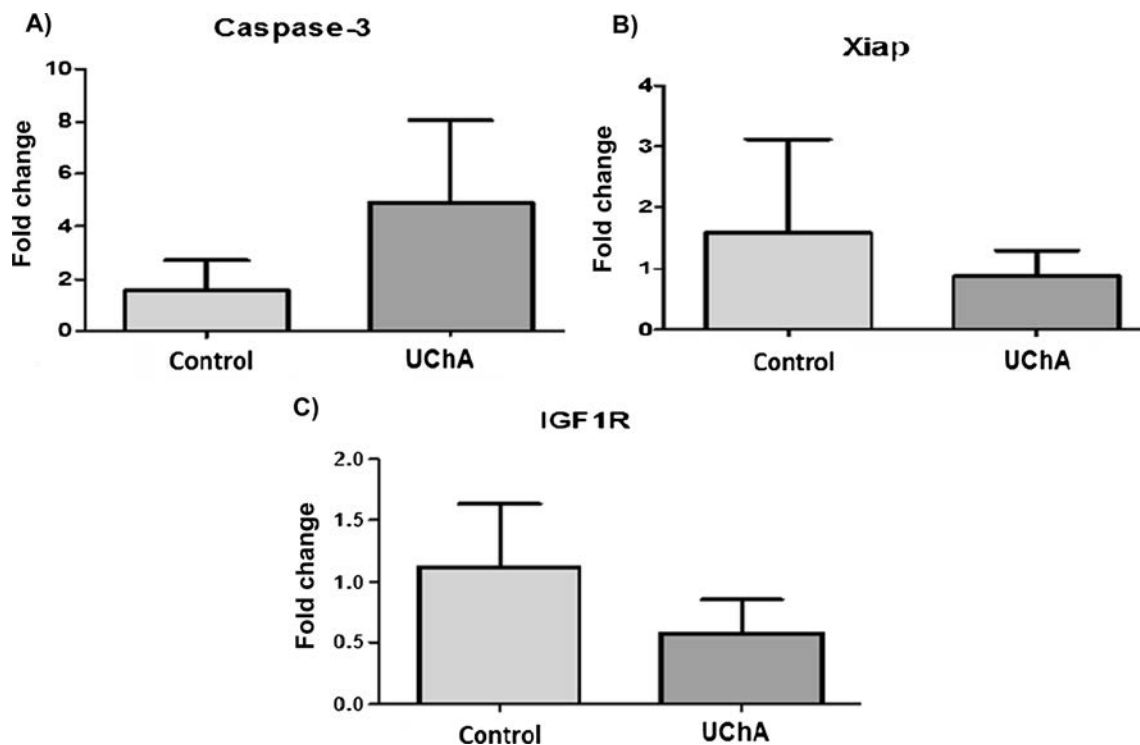 A)
Caspase-3
Fold change
10
8
6
4
2
0
Control
UChA
B)
Xiap
Fold change
4
3
2
1
0
Control
UChA
C)
IGF1R
Fold change
2.0
1.5
1.0
0.5
0.0
Control
UChA